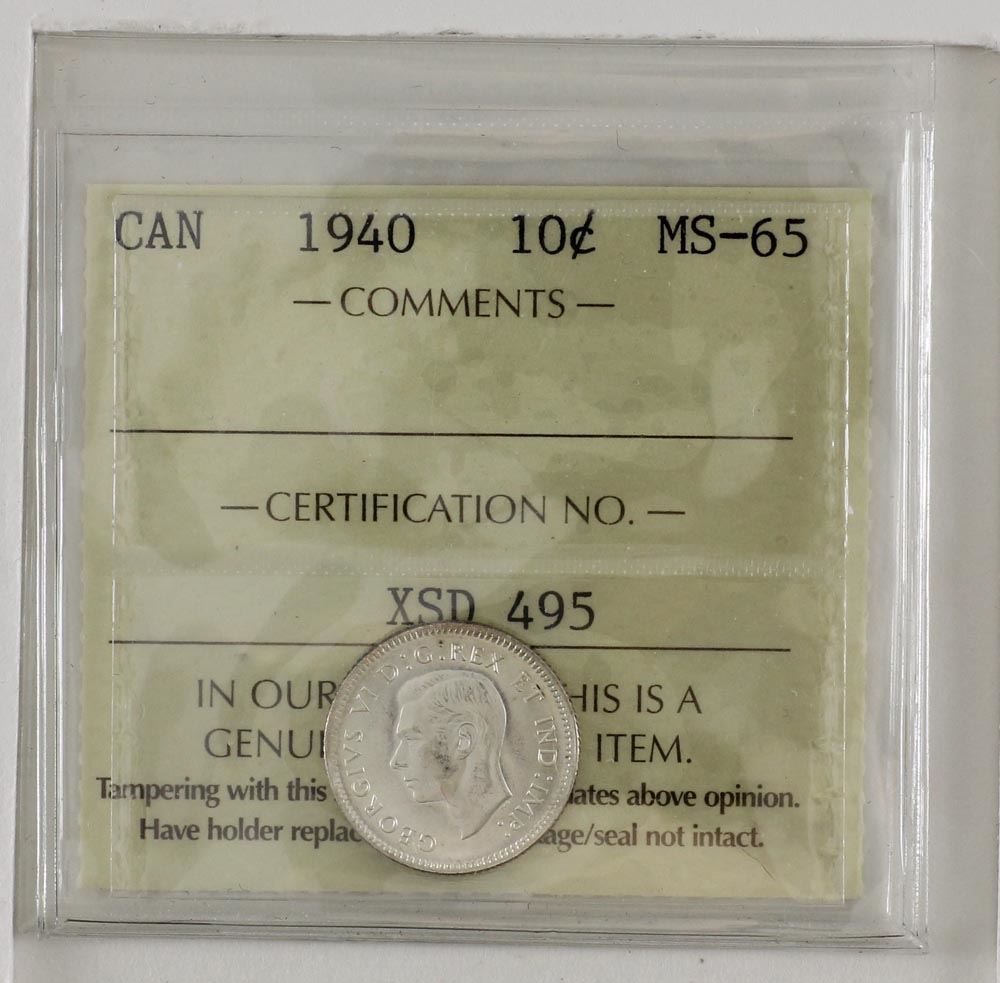 CAN 1940 10¢ MS-65
— COMMENTS —
— CERTIFICATION NO. —
XSD 495
IN OUR HIS IS A
GENUI ITEM.
Tampering with this ates above opinion.
Have holder replac age/seal not intact.
GEORGIVS VI D:G:REX ET IND:IMP: